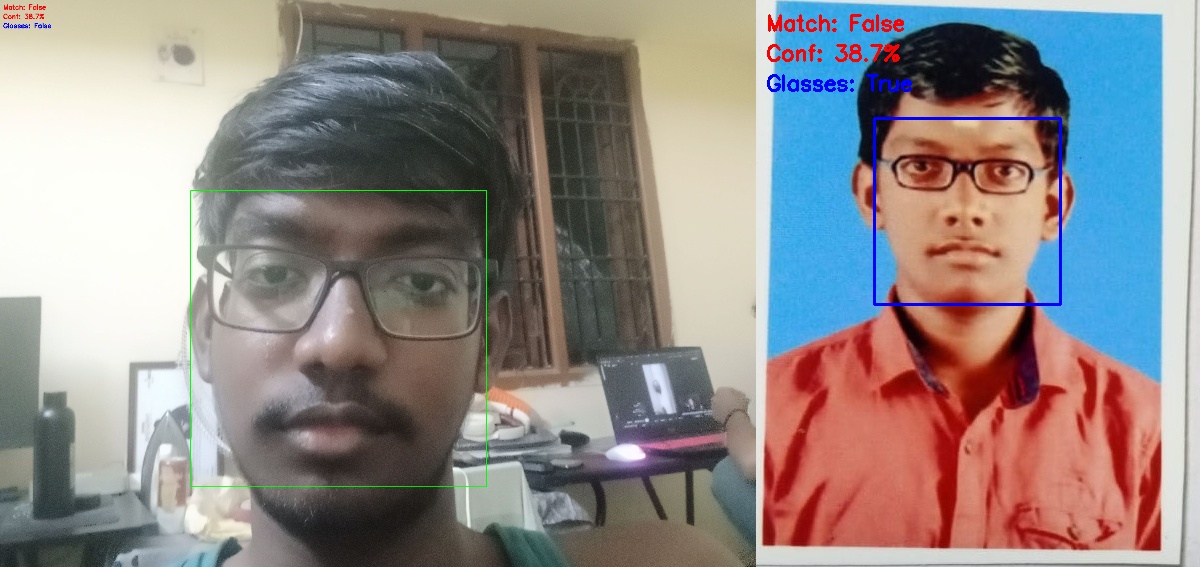 Match: False
Conf: 38.7%
Glasses: False
Match: False
Conf: 38.7%
Glasses: True